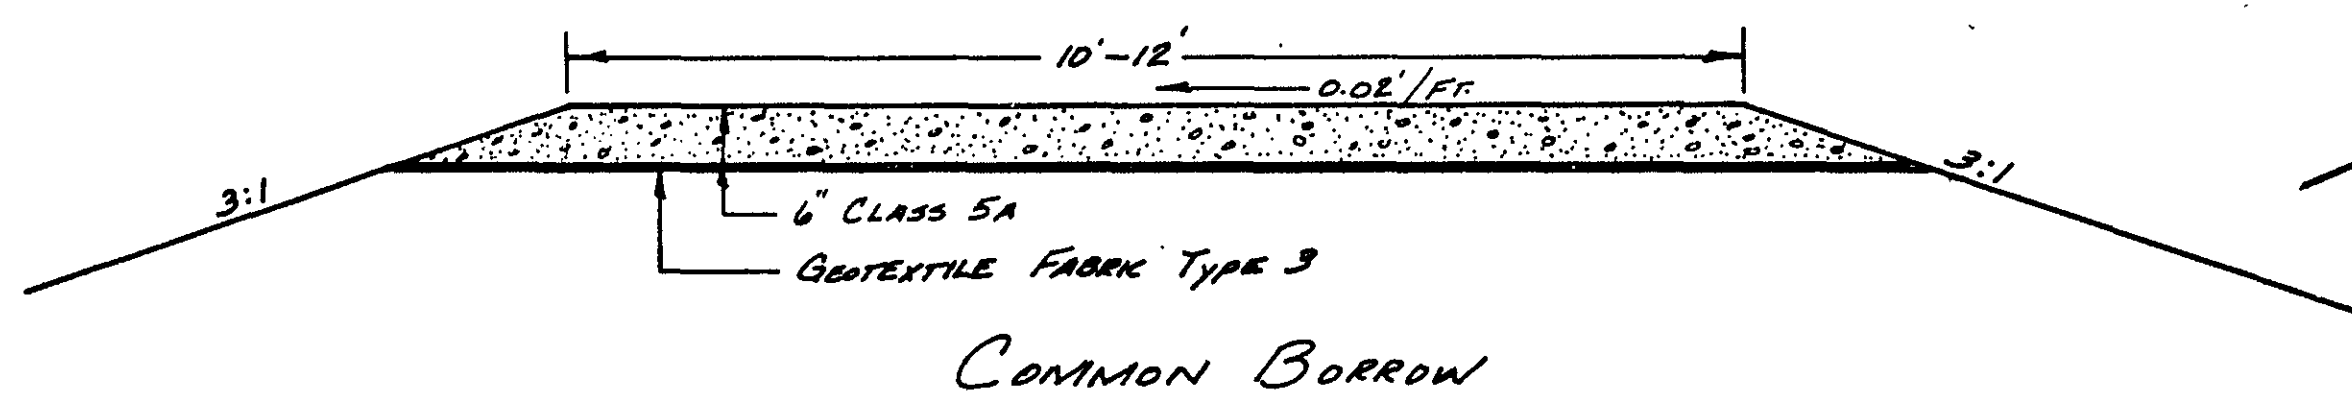 10'-12'
0.02'/FT.
3:1
3:1
6" CLASS 5A
GEOTEXTILE FABRIC TYPE 3
COMMON BORROW